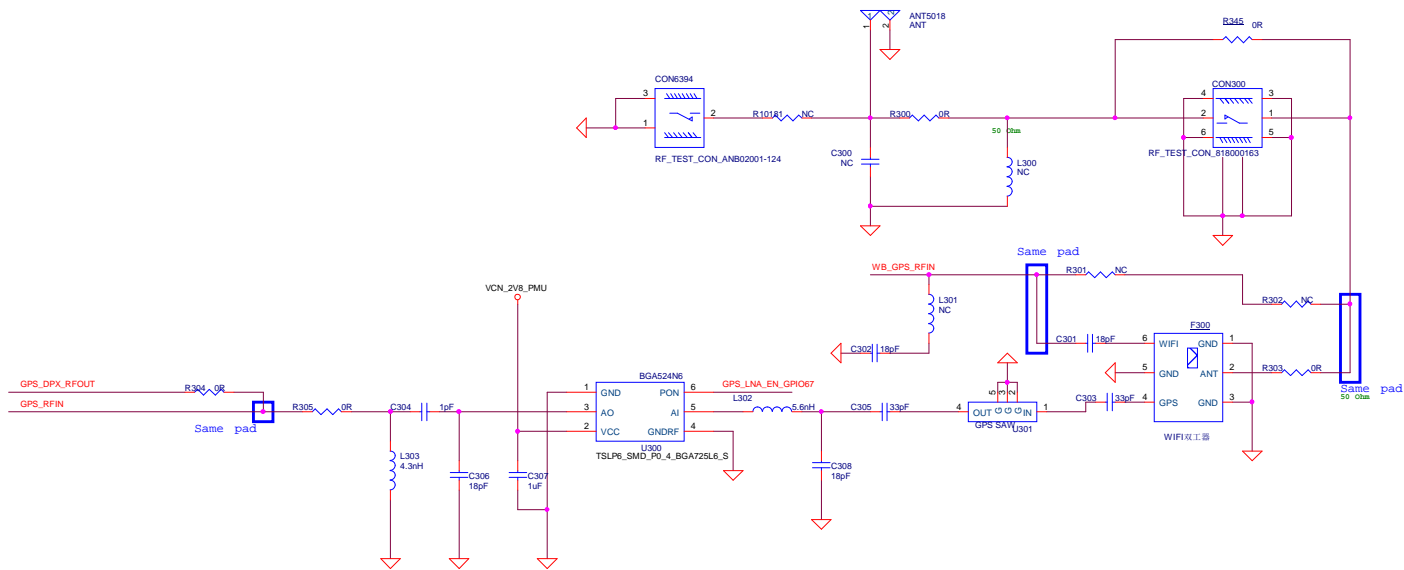 ANT5018
ANT
1
2
R345 0R
CON6394
3
1
2
RF_TEST_CON_ANB02001-124
R10181 NC
R300 0R
50 Ohm
C300
NC
L300
NC
CON300
4
2
6
3
1
5
RF_TEST_CON_818000163
Same pad
WB_GPS_RFIN
R301 NC
R302 NC
L301
NC
C302 18pF
C301 18pF
F300
6 WIFI GND 1
5 GND ANT 2
4 GPS GND 3
WIFI双工器
R303 0R
Same pad
50 Ohm
C303 33pF
VCN_2V8_PMU
GPS_DPX_RFOUT
R304 0R
GPS_RFIN
Same pad
R305 0R
C304 1pF
L303
4.3nH
C306
18pF
C307
1uF
BGA524N6
1 GND PON 6
3 AO AI 5
2 VCC GNDRF 4
U300
TSLP6_SMD_P0_4_BGA725L6_S
GPS_LNA_EN_GPIO67
L302 5.6nH
C308
18pF
C305 33pF
5 3 2
4 OUT G G G IN 1
GPS SAW U301